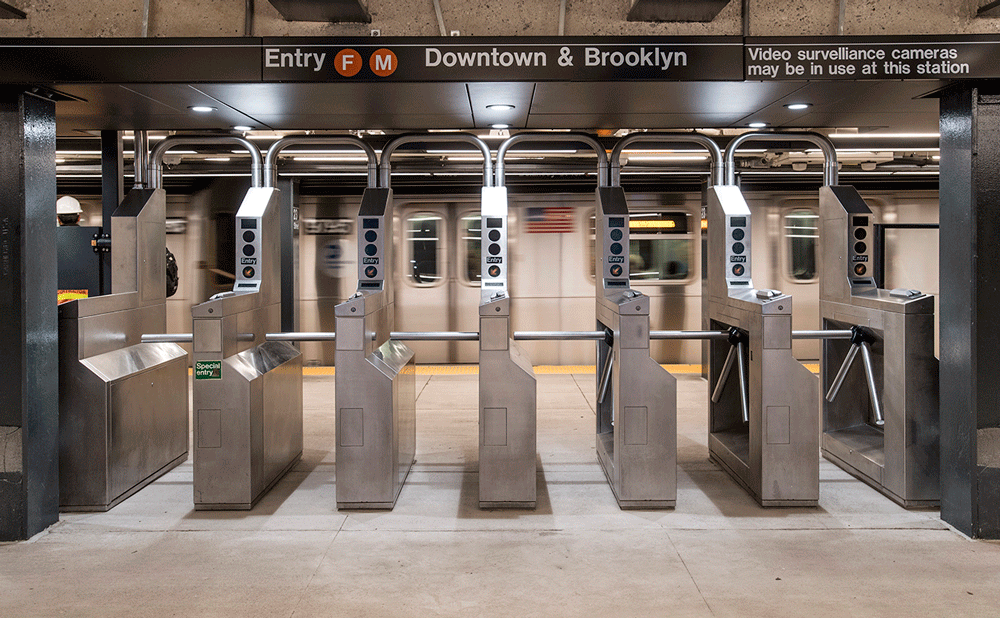 Entry F M Downtown & Brooklyn
Video survelliance cameras
may be in use at this station
Entry
Entry
Entry
Entry
Entry
Entry
Special
entry